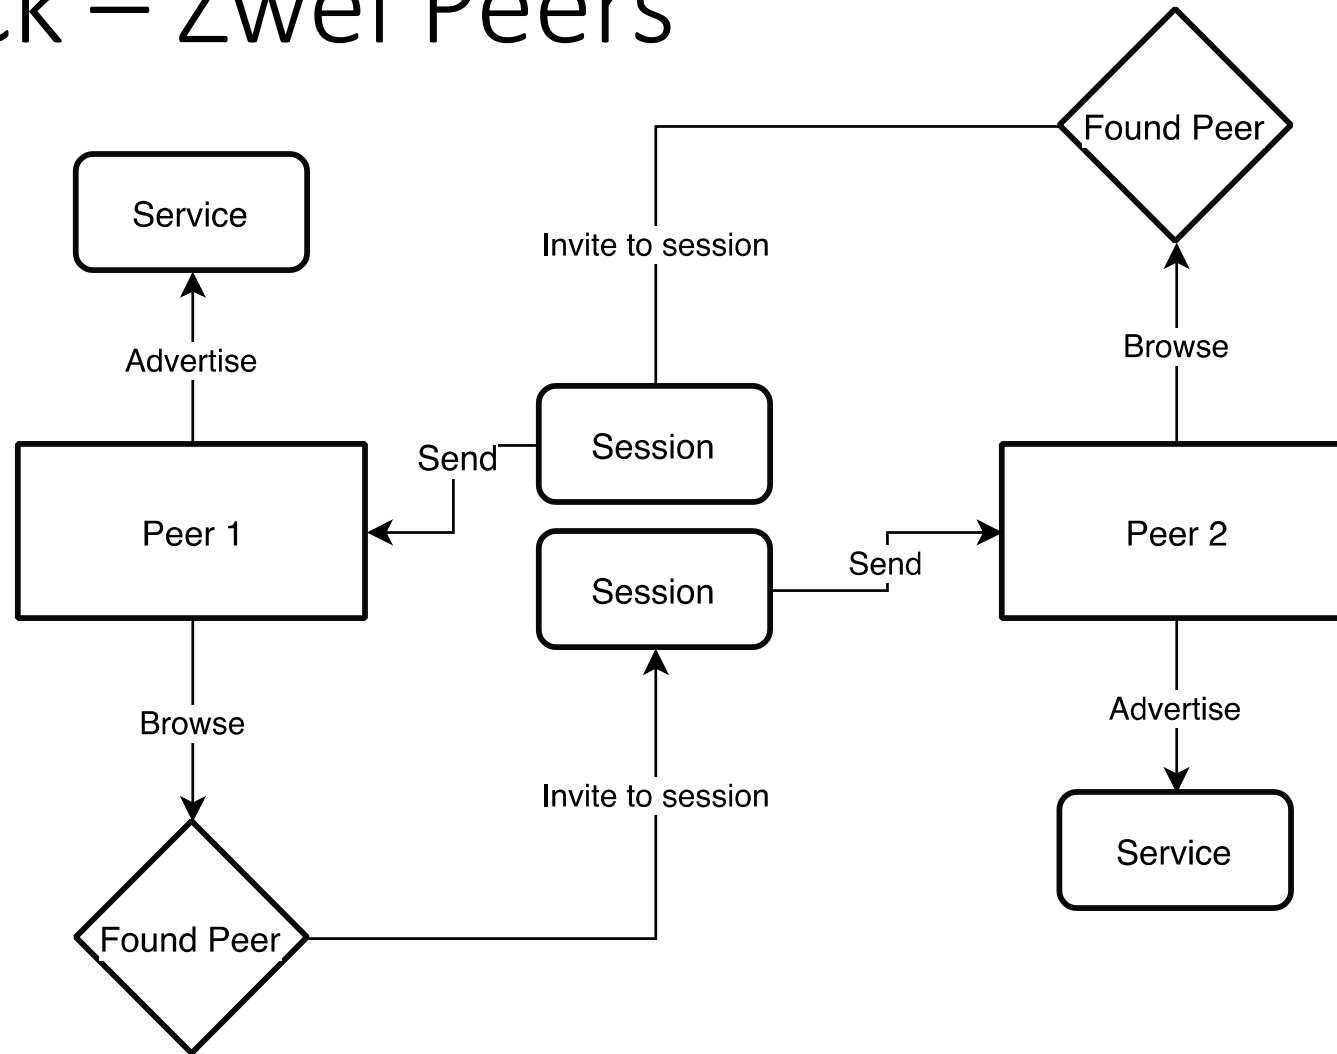 – Zwei Peers
Found Peer
Service
Invite to session
Browse
Advertise
Session
Send
Peer 1
Peer 2
Session
Send
Browse
Advertise
Invite to session
Service
Found Peer